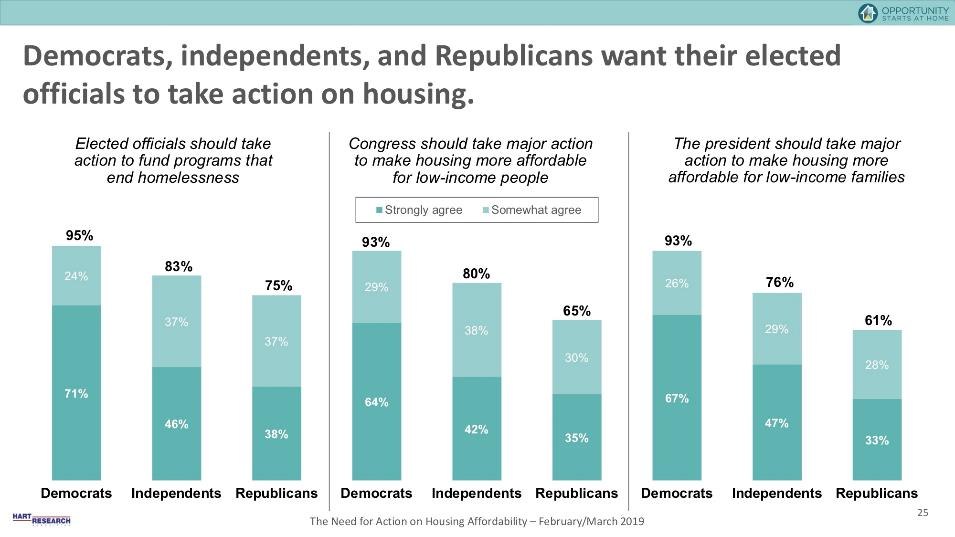 OPPORTUNITY
STARTS AT HOME
Democrats, independents, and Republicans want their elected
officials to take action on housing.
Elected officials should take
action to fund programs that
end homelessness
Congress should take major action
to make housing more affordable
for low-income people
The president should take major
action to make housing more
affordable for low-income families
Strongly agree
Somewhat agree
95%
24%
71%
83%
37%
46%
75%
37%
38%
93%
29%
64%
80%
38%
42%
65%
30%
35%
93%
26%
67%
76%
29%
47%
61%
28%
33%
Democrats
Independents
Republicans
Democrats
Independents
Republicans
Democrats
Independents
Republicans
HART
RESEARCH
The Need for Action on Housing Affordability – February/March 2019
25